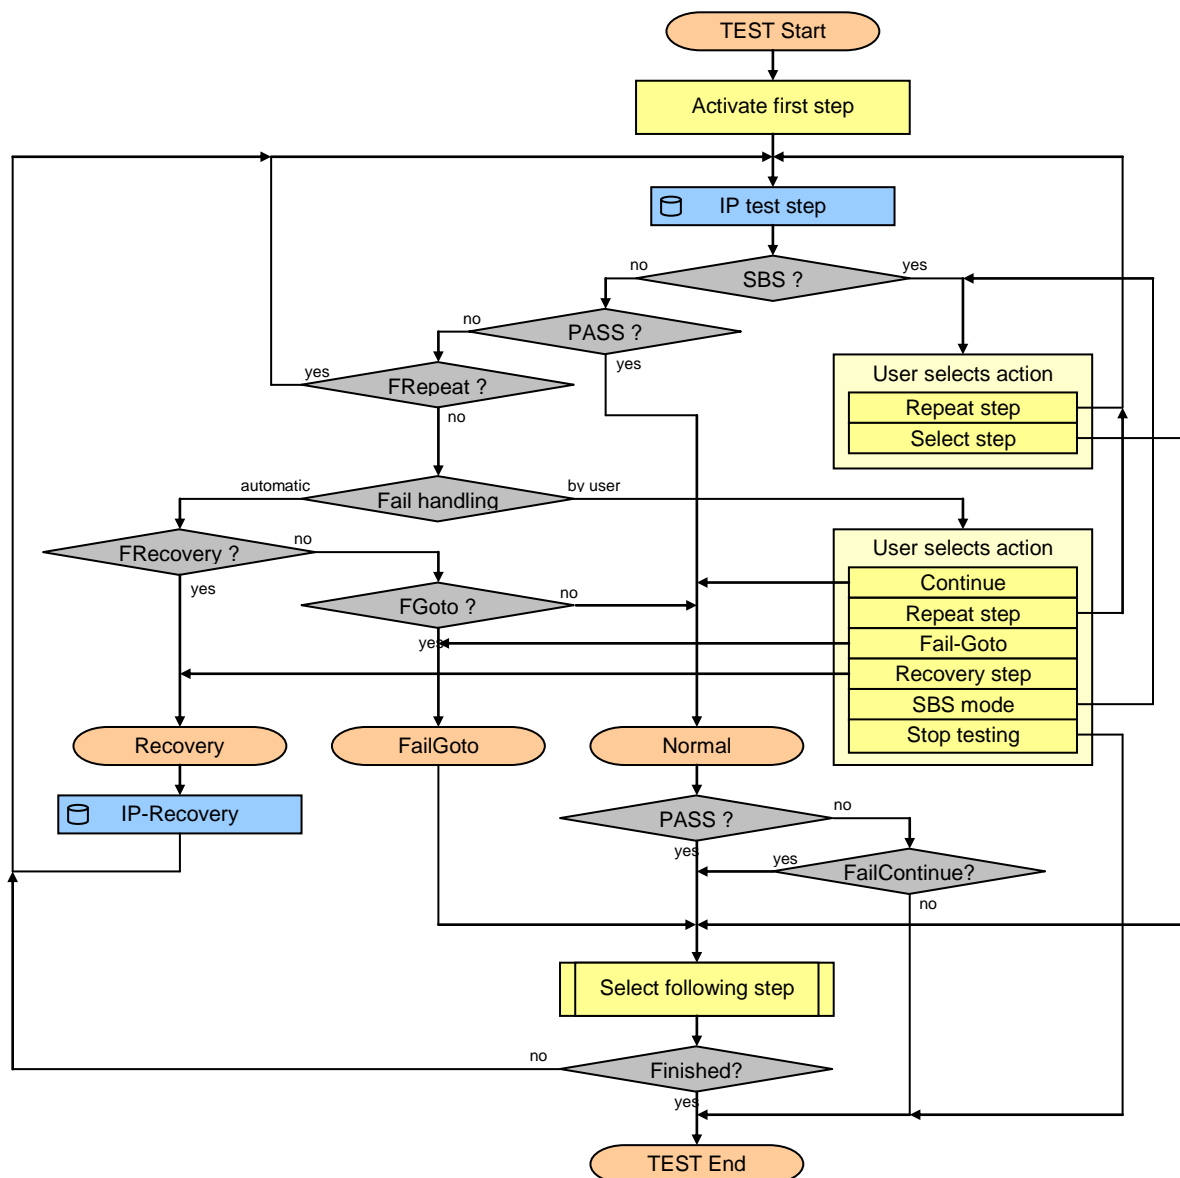 TEST Start
Activate first step
IP test step
no
SBS ?
yes
no
PASS ?
yes
yes
FRepeat ?
no
User selects action
Repeat step
Select step
automatic
Fail handling
by user
FRecovery ?
no
yes
FGoto ?
no
yes
User selects action
Continue
Repeat step
Fail-Goto
Recovery step
SBS mode
Stop testing
Recovery
FailGoto
Normal
IP-Recovery
PASS ?
no
yes
yes
FailContinue?
no
Select following step
no
Finished?
yes
TEST End